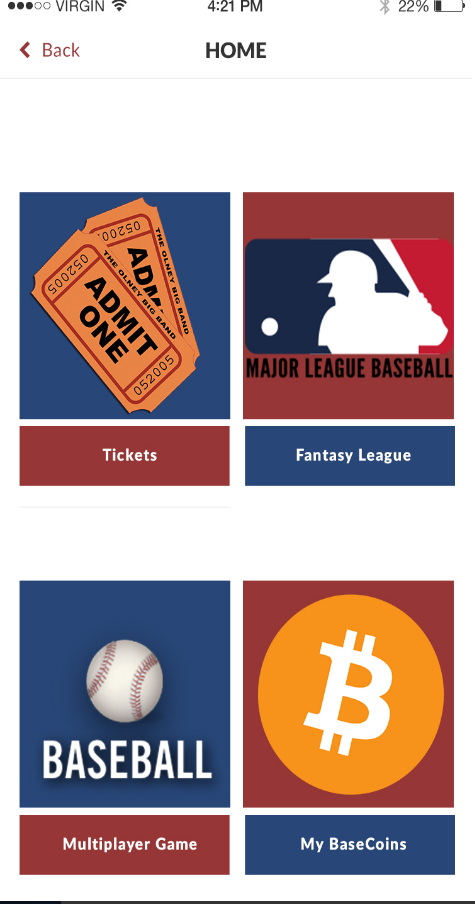 VIRGIN 4:21 PM 22%
Back HOME
052005
052005
ADMIT
THE OLNEY BIG BAND
052005
ADMIT
ONE
THE OLNEY BIG BAND
052005
MAJOR LEAGUE BASEBALL
Tickets Fantasy League
BASEBALL
Multiplayer Game My BaseCoins